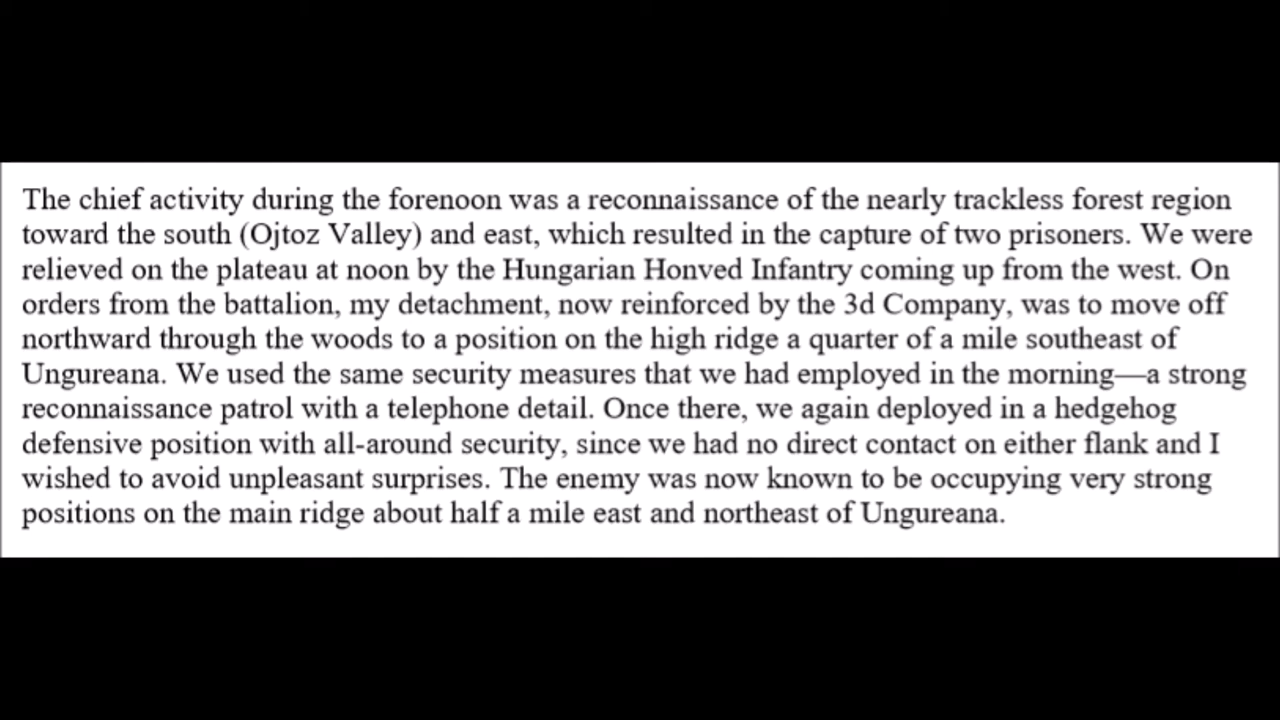 The chief activity during the forenoon was a reconnaissance of the nearly trackless forest region
toward the south (Ojtoz Valley) and east, which resulted in the capture of two prisoners. We were
relieved on the plateau at noon by the Hungarian Honved Infantry coming up from the west. On
orders from the battalion, my detachment, now reinforced by the 3d Company, was to move off
northward through the woods to a position on the high ridge a quarter of a mile southeast of
Ungureana. We used the same security measures that we had employed in the morning—a strong
reconnaissance patrol with a telephone detail. Once there, we again deployed in a hedgehog
defensive position with all-around security, since we had no direct contact on either flank and I
wished to avoid unpleasant surprises. The enemy was now known to be occupying very strong
positions on the main ridge about half a mile east and northeast of Ungureana.